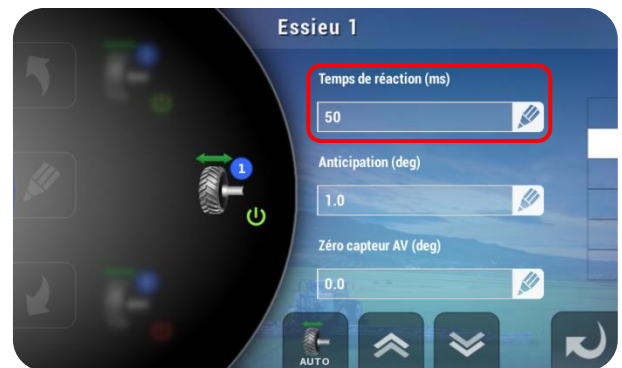 Essieu 1
Temps de réaction (ms)
50
1
Anticipation (deg)
1.0
Zéro capteur AV (deg)
0.0
AUTO